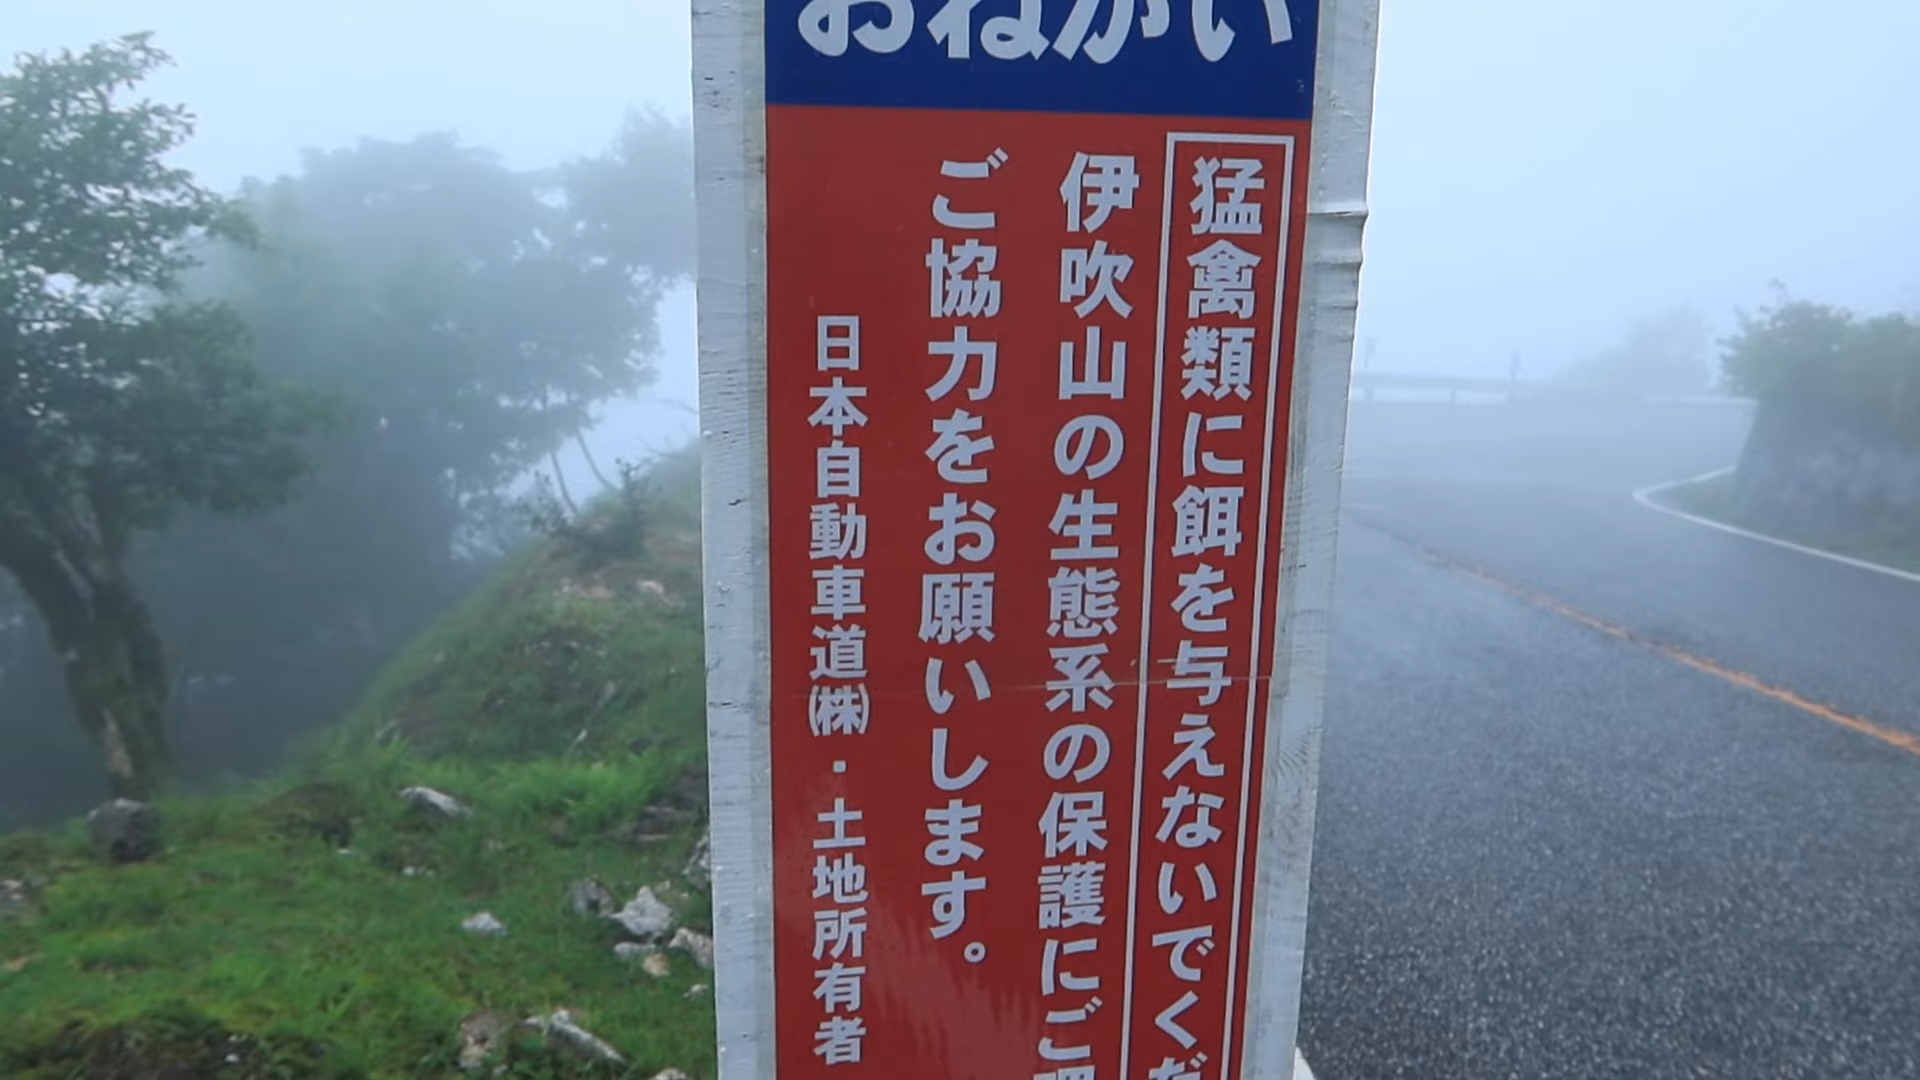 おねがい
猛禽類に餌を与えないでくだ
伊吹山の生態系の保護にご理
ご協力をお願いします。
日本自動車道㈱・土地所有者